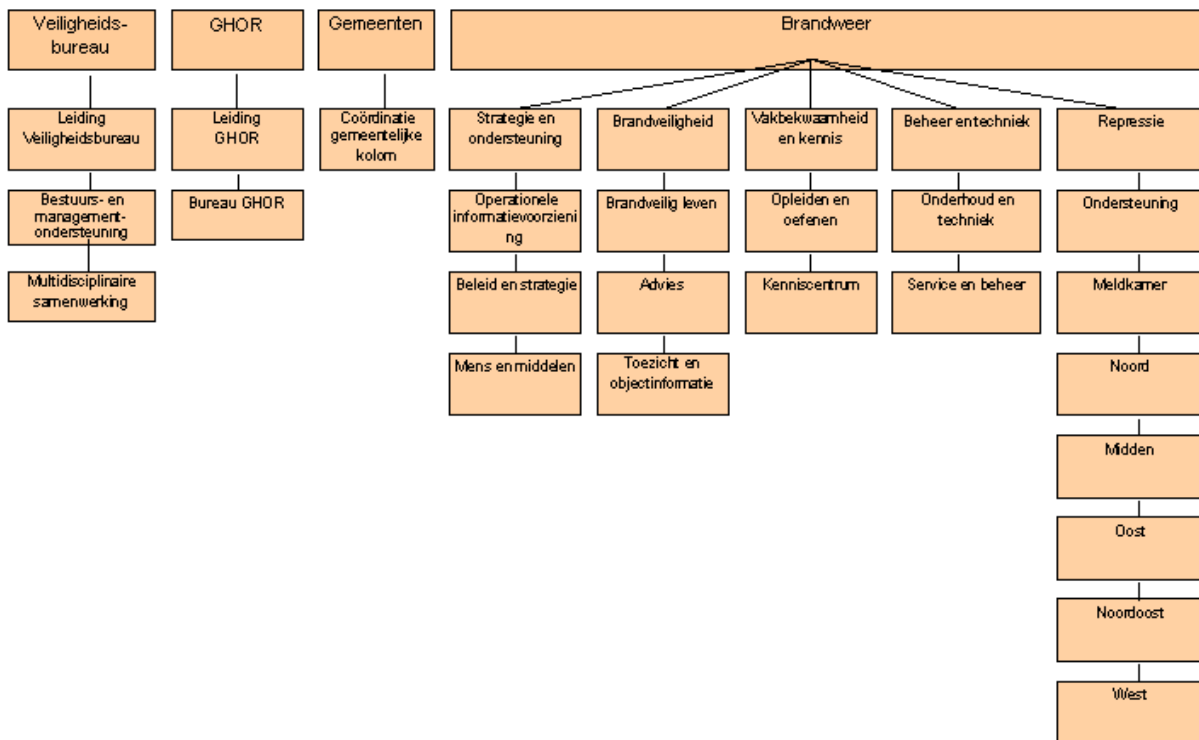 Veiligheids-
bureau
GHOR
Gemeenten
Brandweer
Leiding
Veiligheidsbureau
Leiding
GHOR
Coördinatie
gemeentelijke
kolom
Strategie en
ondersteuning
Brandveiligheid
Vakbekwaamheid
en kennis
Beheer en techniek
Repressie
Bestuurs- en
management-
ondersteuning
Bureau GHOR
Operationele
informatievoorzieni
ng
Brandveilig leven
Opleiden en
oefenen
Onderhoud en
techniek
Ondersteuning
Multidisciplinaire
samenwerking
Beleid en strategie
Advies
Kenniscentrum
Service en beheer
Meldkamer
Mens en middelen
Toezicht en
objectinformatie
Noord
Midden
Oost
Noordoost
West